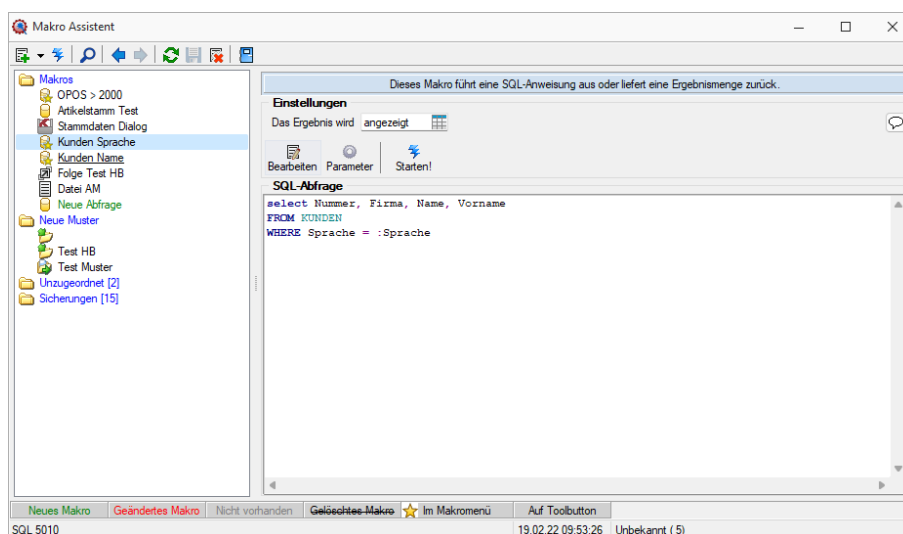 Makro Assistent
Makros
OPOS > 2000
Artikelstamm Test
Stammdaten Dialog
Kunden Sprache
Kunden Name
Folge Test HB
Datei AM
Neue Abfrage
Neue Muster
Test HB
Test Muster
Unzugeordnet [2]
Sicherungen [15]
Dieses Makro führt eine SQL-Anweisung aus oder liefert eine Ergebnismenge zurück.
Einstellungen
Das Ergebnis wird angezeigt
Bearbeiten Parameter Starten!
SQL-Abfrage
select Nummer, Firma, Name, Vorname
FROM KUNDEN
WHERE Sprache = :Sprache
Neues Makro Geändertes Makro Nicht vorhanden Gelöschtes Makro Im Makromenü Auf Toolbutton
SQL 5010 19.02.22 09:53:26 Unbekannt ( 5)